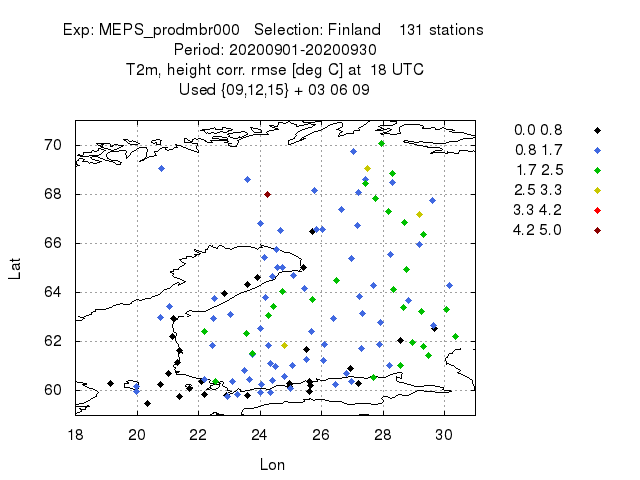 Exp: MEPS_prodmbr000   Selection: Finland    131 stations
Period: 20200901-20200930
T2m, height corr. rmse [deg C] at  18 UTC
Used {09,12,15} + 03 06 09
0.0 0.8
0.8 1.7
1.7 2.5
2.5 3.3
3.3 4.2
4.2 5.0
Lat
70
68
66
64
62
60
18 20 22 24 26 28 30
Lon